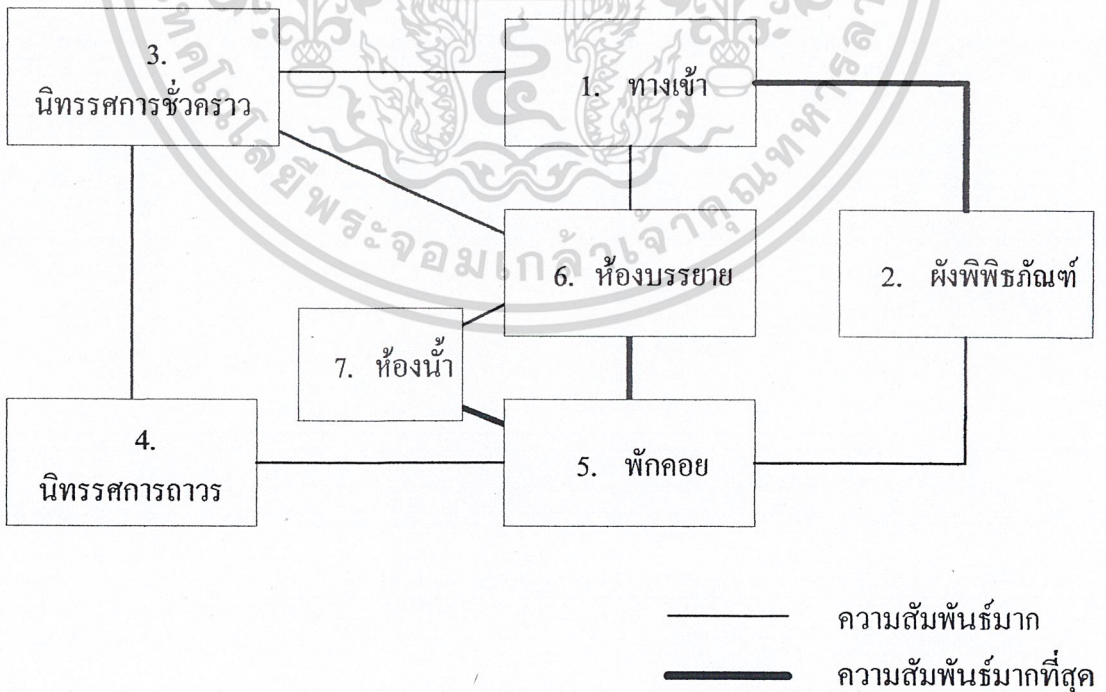 3.
นิทรรศการชั่วคราว
1. ทางเข้า
6. ห้องบรรยาย
2. ผังพิพิธภัณฑ์
7. ห้องน้ำ
4.
นิทรรศการถาวร
5. พักคอย
ความสัมพันธ์มาก
ความสัมพันธ์มากที่สุด